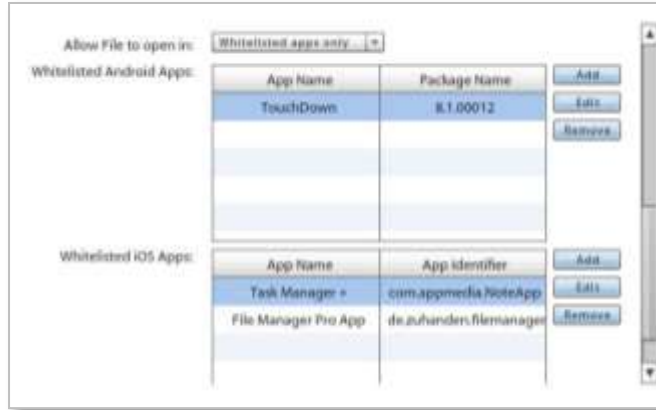 Allow File to open in: Whitelisted apps only
Whitelisted Android Apps:
App Name Package Name
TouchDown 8.1.00012
Add
Edit
Remove
Whitelisted iOS Apps:
App Name App Identifier
Task Manager + com.appmedia.NoteApp
File Manager Pro App de.zuhanden.filemanager
Add
Edit
Remove